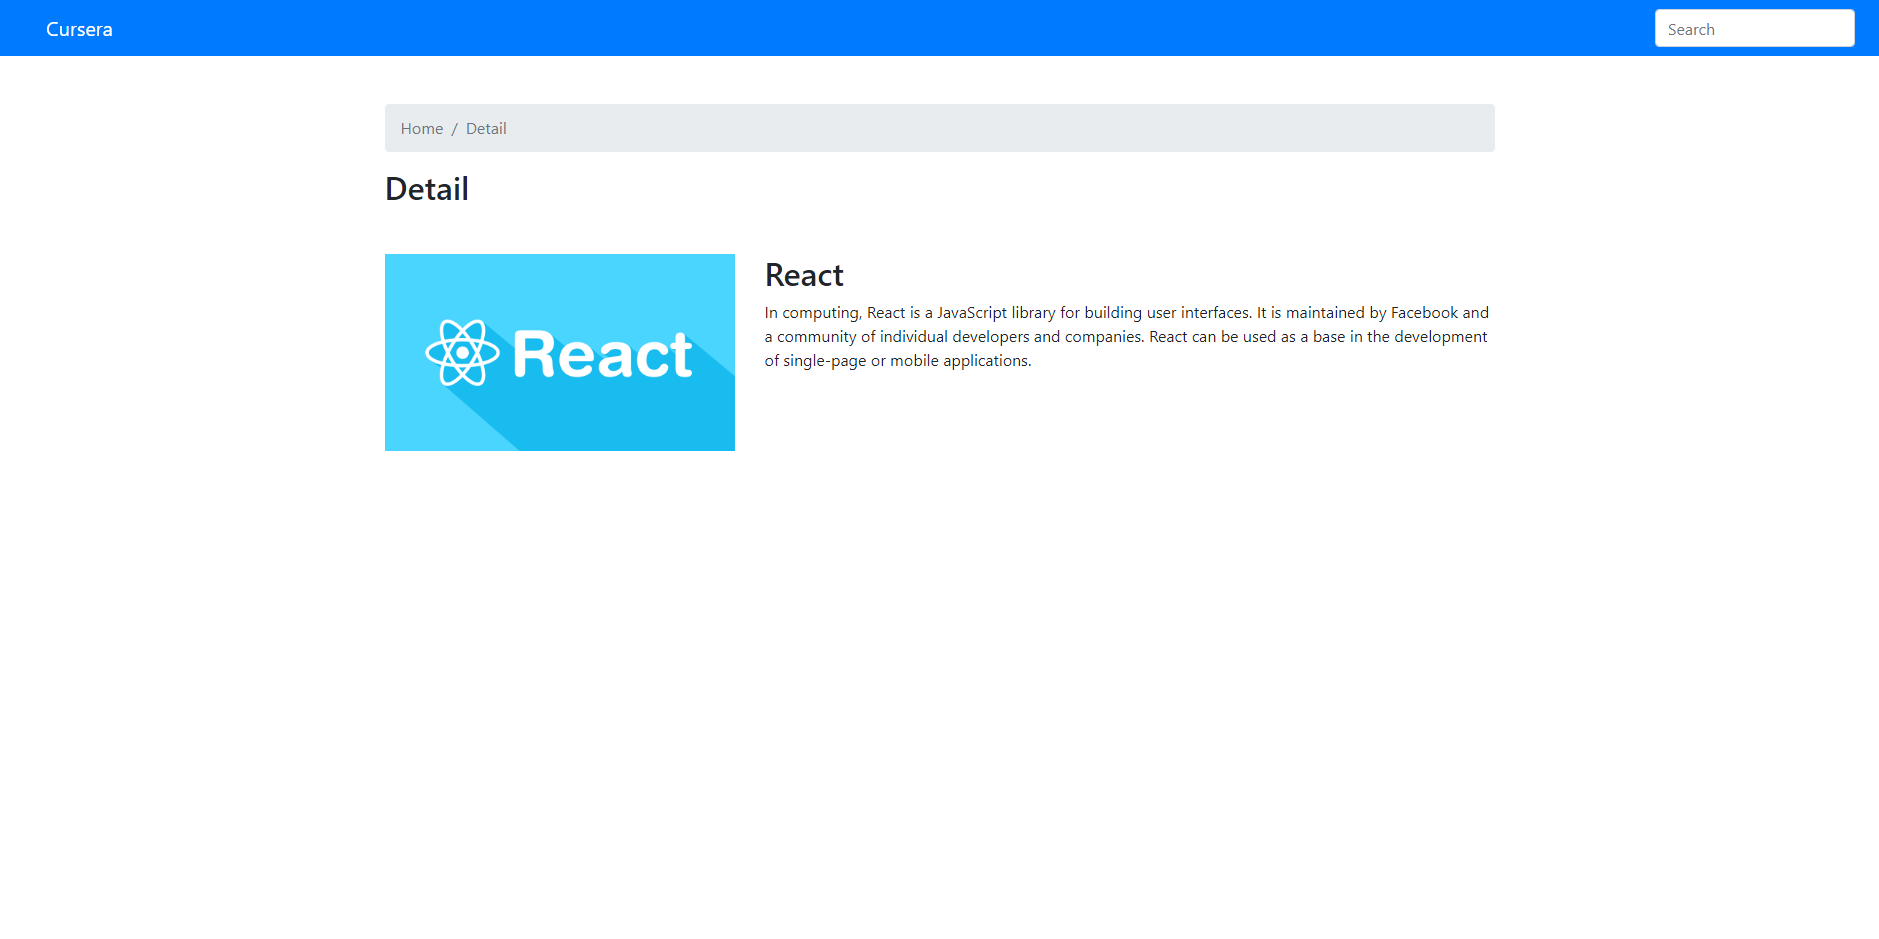 Cursera
Search
Home / Detail
Detail
React
React
In computing, React is a JavaScript library for building user interfaces. It is maintained by Facebook and
a community of individual developers and companies. React can be used as a base in the development
of single-page or mobile applications.